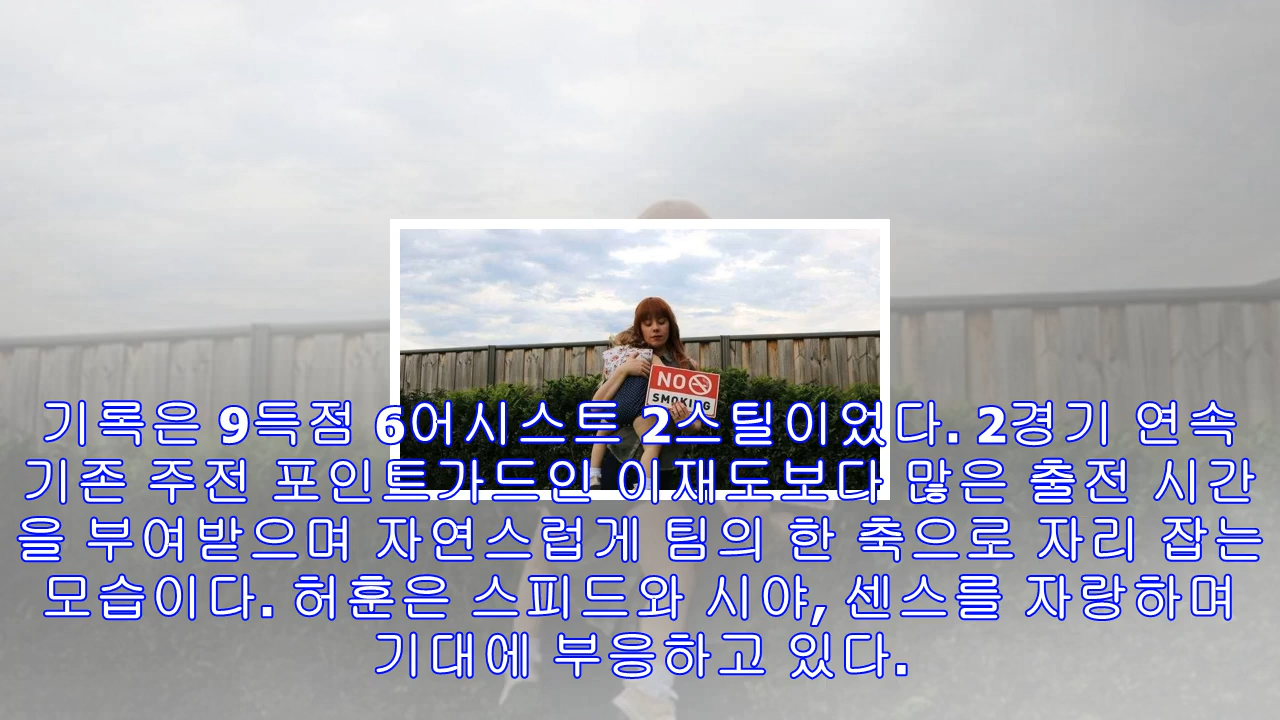 NO
SMOKING
기록은 9득점 6어시스트 2스틸이었다. 2경기 연속
기존 주전 포인트가드인 이재도보다 많은 출전 시간
을 부여받으며 자연스럽게 팀의 한 축으로 자리 잡는
모습이다. 허훈은 스피드와 시야, 센스를 자랑하며
기대에 부응하고 있다.